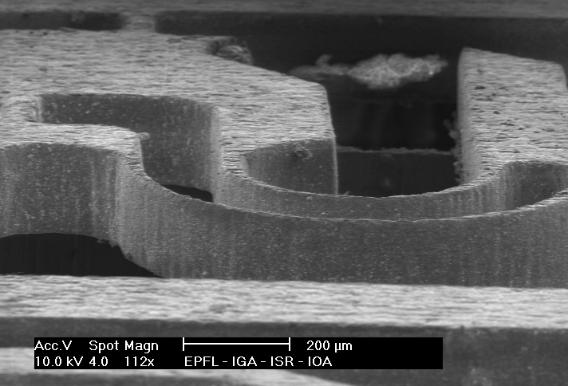 Acc.V Spot Magn 200 µm
10.0 kV 4.0 112x EPFL - IGA - ISR - IOA